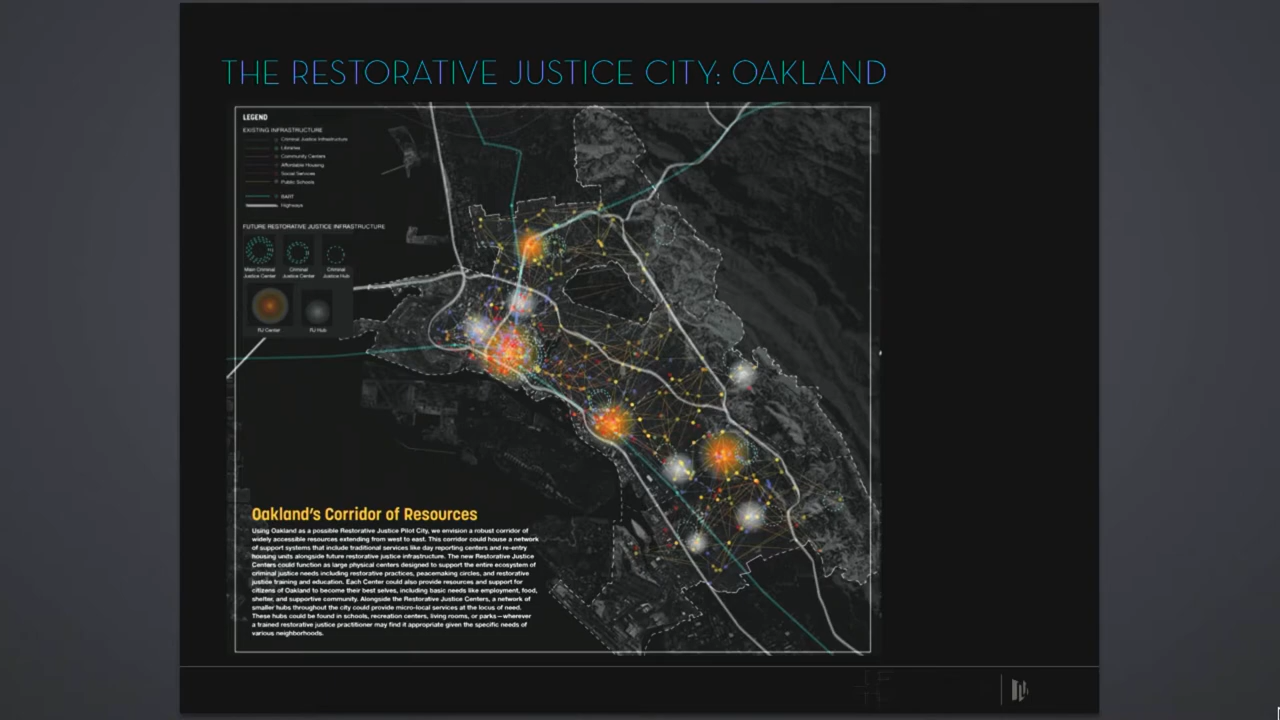 THE RESTORATIVE JUSTICE CITY: OAKLAND
LEGEND
EXISTING INFRASTRUCTURE
Criminal Justice Infrastructure
Libraries
Community Centers
Affordable Housing
Social Services
Public Schools
BART
Highways
FUTURE RESTORATIVE JUSTICE INFRASTRUCTURE
Main Criminal
Justice Center
Criminal
Justice Center
Criminal
Justice Hub
RJ Center
RJ Hub
Oakland's Corridor of Resources
Using Oakland as a possible Restorative Justice Pilot City, we envision a robust corridor of
widely accessible resources extending from west to east. This corridor could house a network
of support systems that include traditional services like day reporting centers and re-entry
housing units alongside future restorative justice infrastructure. The new Restorative Justice
Centers could function as large physical centers designed to support the entire ecosystem of
criminal justice needs including restorative practices, peacemaking circles, and restorative
justice training and education. Each Center could also provide resources and support for
citizens of Oakland to become their best selves, including basic needs like employment, food,
shelter, and supportive community. Alongside the Restorative Justice Centers, a network of
smaller hubs throughout the city could provide micro-local services at the locus of need.
These hubs could be found in schools, recreation centers, living rooms, or parks—wherever
a trained restorative justice practitioner may find it appropriate given the specific needs of
various neighborhoods.